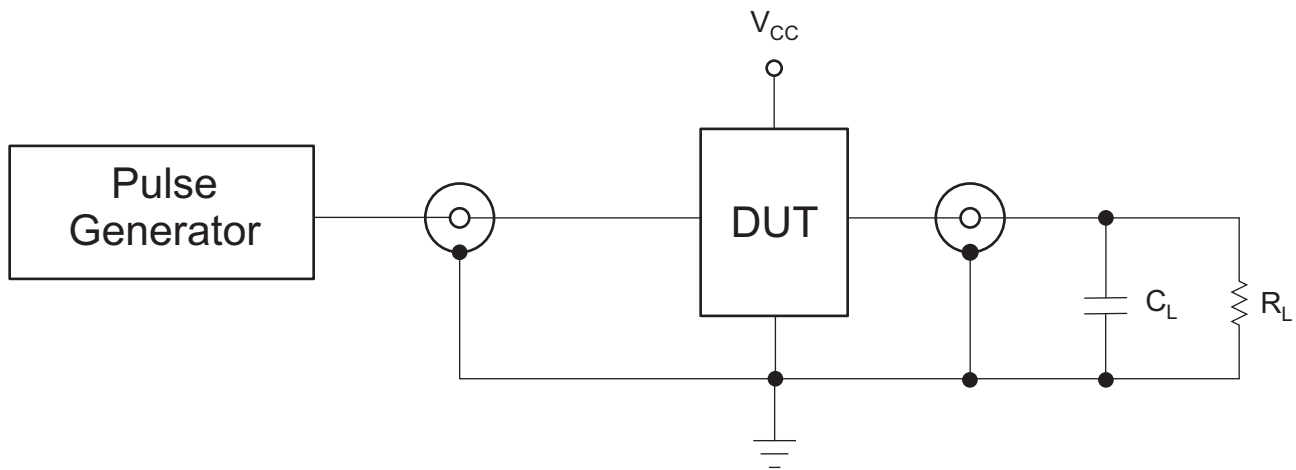 V_CC
Pulse
Generator
DUT
C_L
R_L